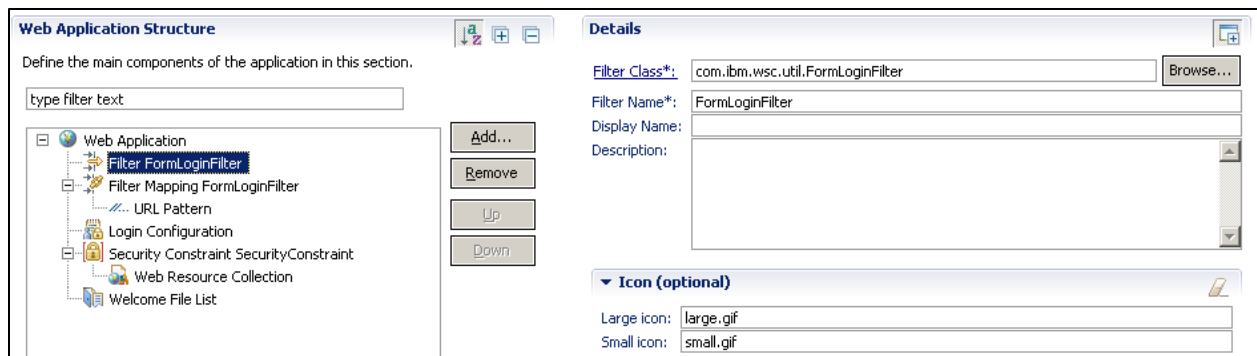 Web Application Structure
Define the main components of the application in this section.
type filter text
Web Application
Filter FormLoginFilter
Filter Mapping FormLoginFilter
URL Pattern
Login Configuration
Security Constraint SecurityConstraint
Web Resource Collection
Welcome File List
Add...
Remove
Up
Down
Details
Filter Class*: com.ibm.wsc.util.FormLoginFilter Browse...
Filter Name*: FormLoginFilter
Display Name:
Description:
Icon (optional)
Large icon: large.gif
Small icon: small.gif